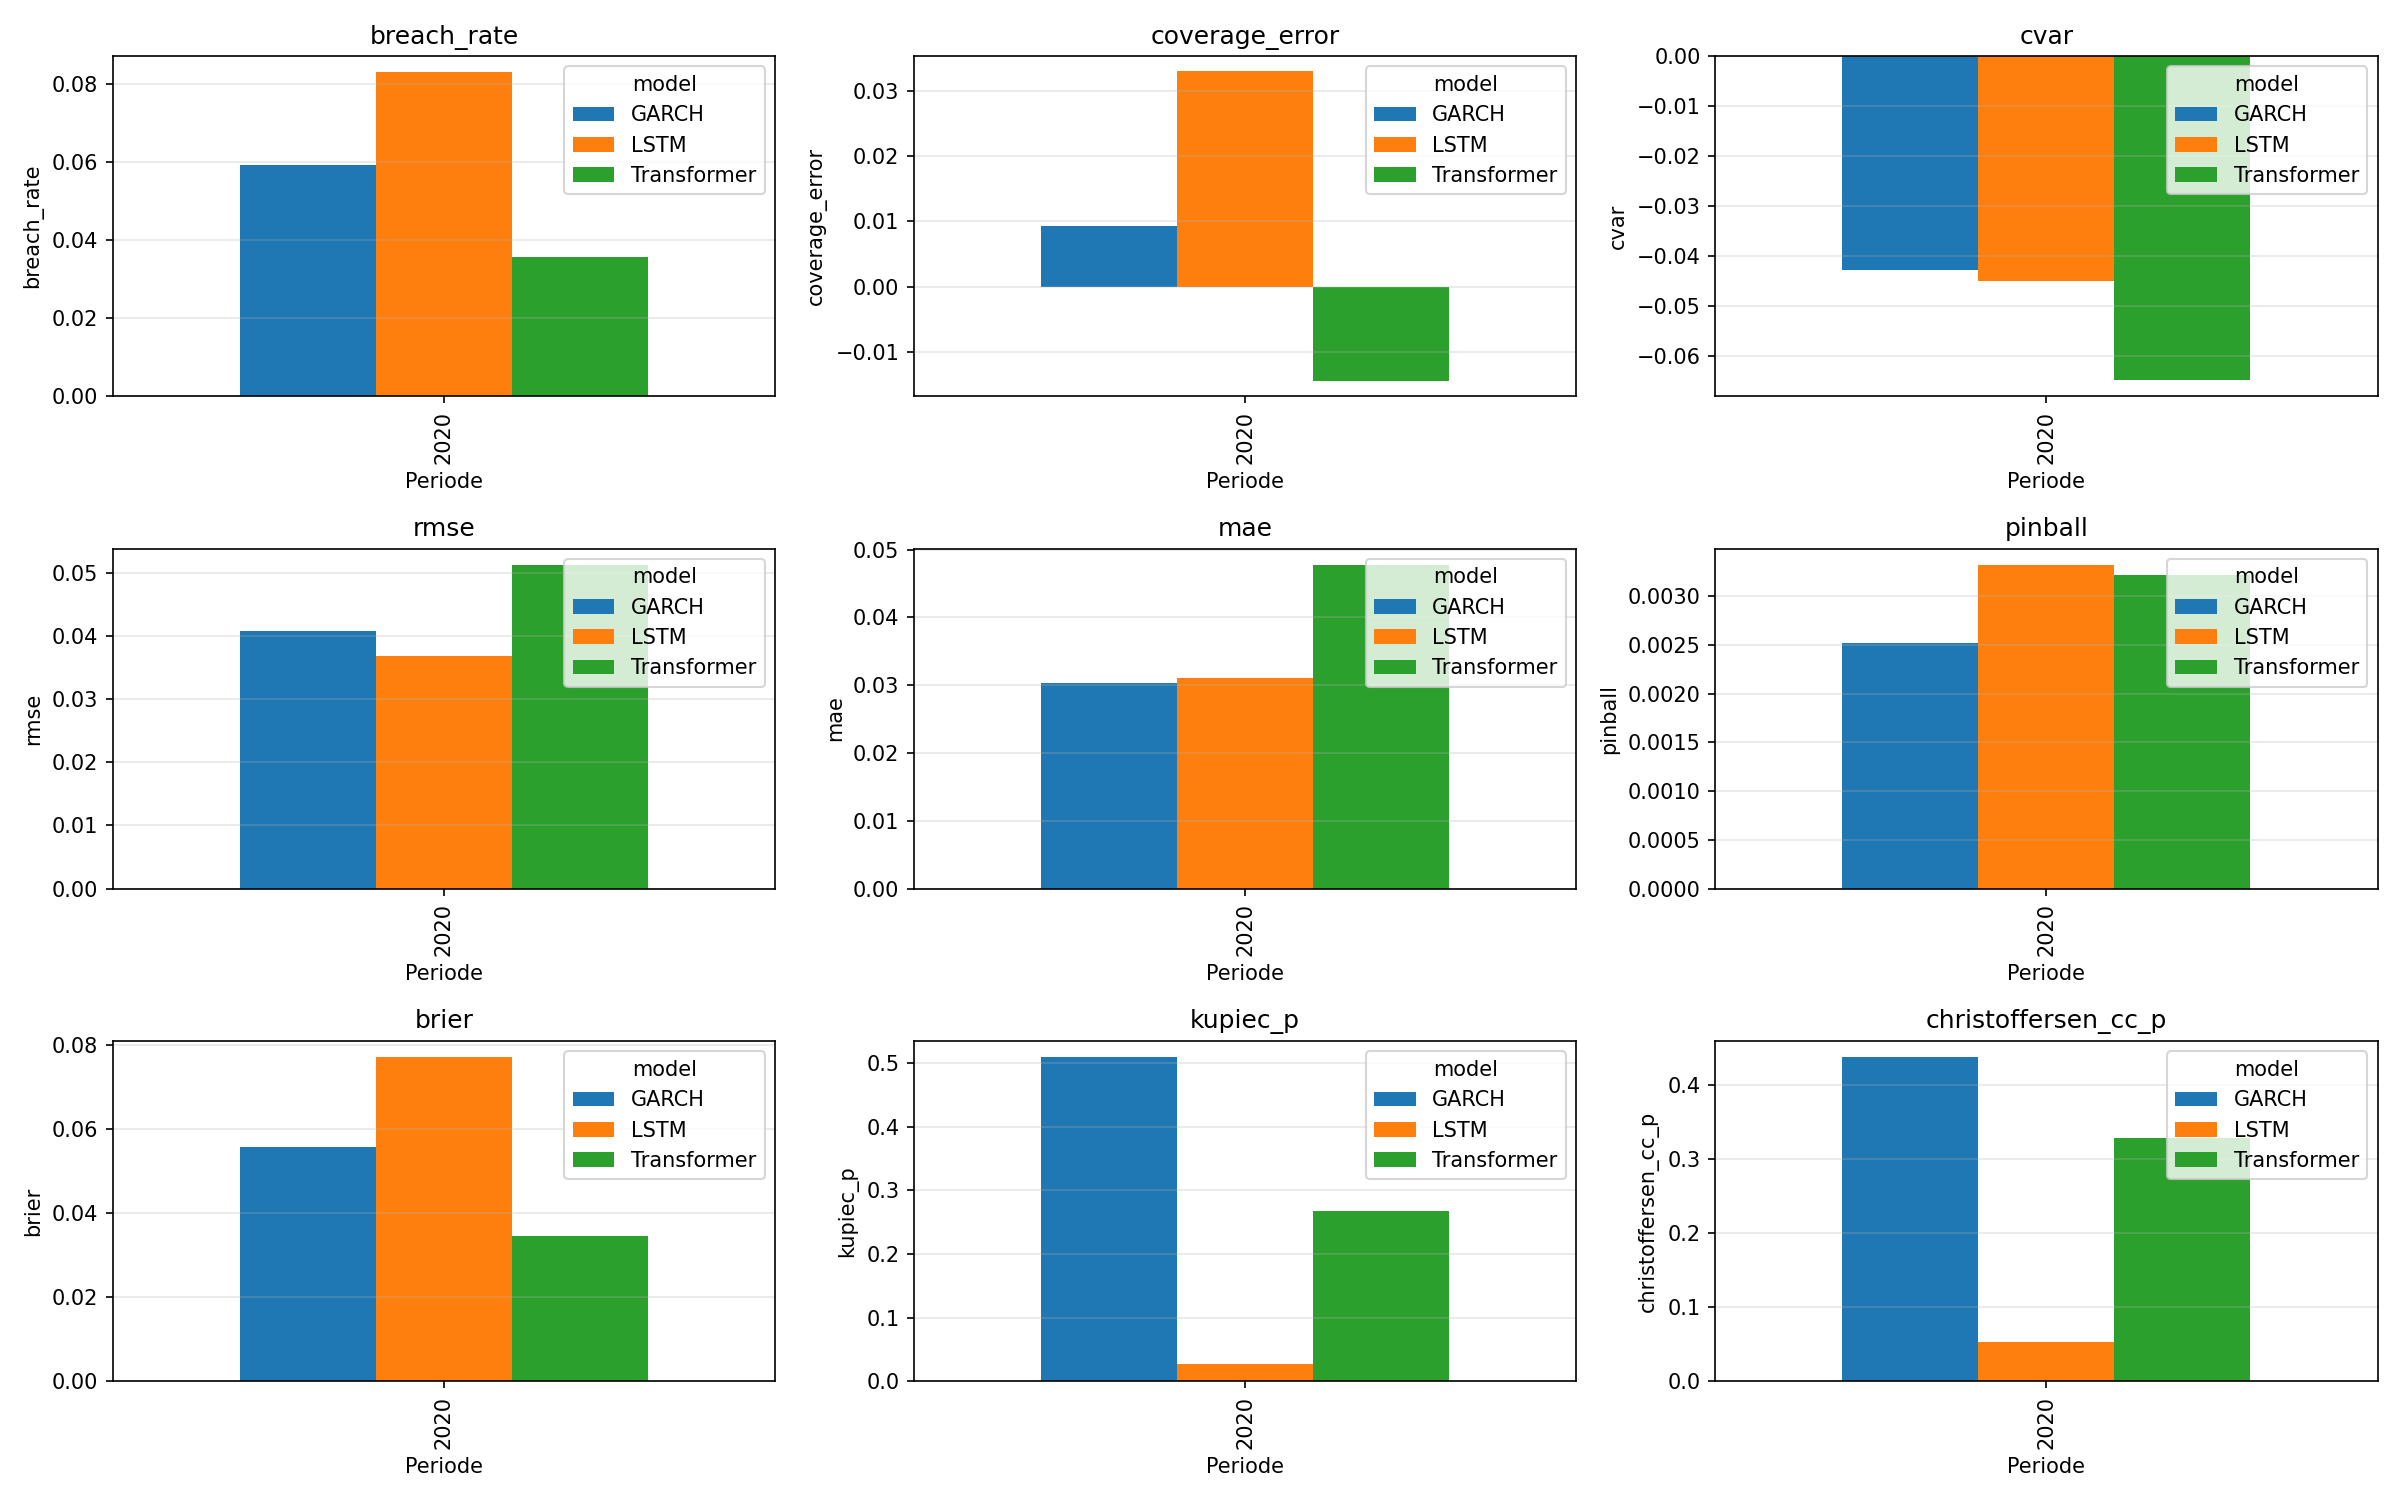 breach_rate
coverage_error
cvar
0.08
0.06
0.04
0.02
0.00
breach_rate
model
GARCH
LSTM
Transformer
2020
Periode
0.03
0.02
0.01
0.00
−0.01
coverage_error
model
GARCH
LSTM
Transformer
2020
Periode
0.00
−0.01
−0.02
−0.03
−0.04
−0.05
−0.06
cvar
model
GARCH
LSTM
Transformer
2020
Periode
rmse
mae
pinball
0.05
0.04
0.03
0.02
0.01
0.00
rmse
model
GARCH
LSTM
Transformer
2020
Periode
0.05
0.04
0.03
0.02
0.01
0.00
mae
model
GARCH
LSTM
Transformer
2020
Periode
0.0030
0.0025
0.0020
0.0015
0.0010
0.0005
0.0000
pinball
model
GARCH
LSTM
Transformer
2020
Periode
brier
kupiec_p
christoffersen_cc_p
0.08
0.06
0.04
0.02
0.00
brier
model
GARCH
LSTM
Transformer
2020
Periode
0.5
0.4
0.3
0.2
0.1
0.0
kupiec_p
model
GARCH
LSTM
Transformer
2020
Periode
0.4
0.3
0.2
0.1
0.0
christoffersen_cc_p
model
GARCH
LSTM
Transformer
2020
Periode